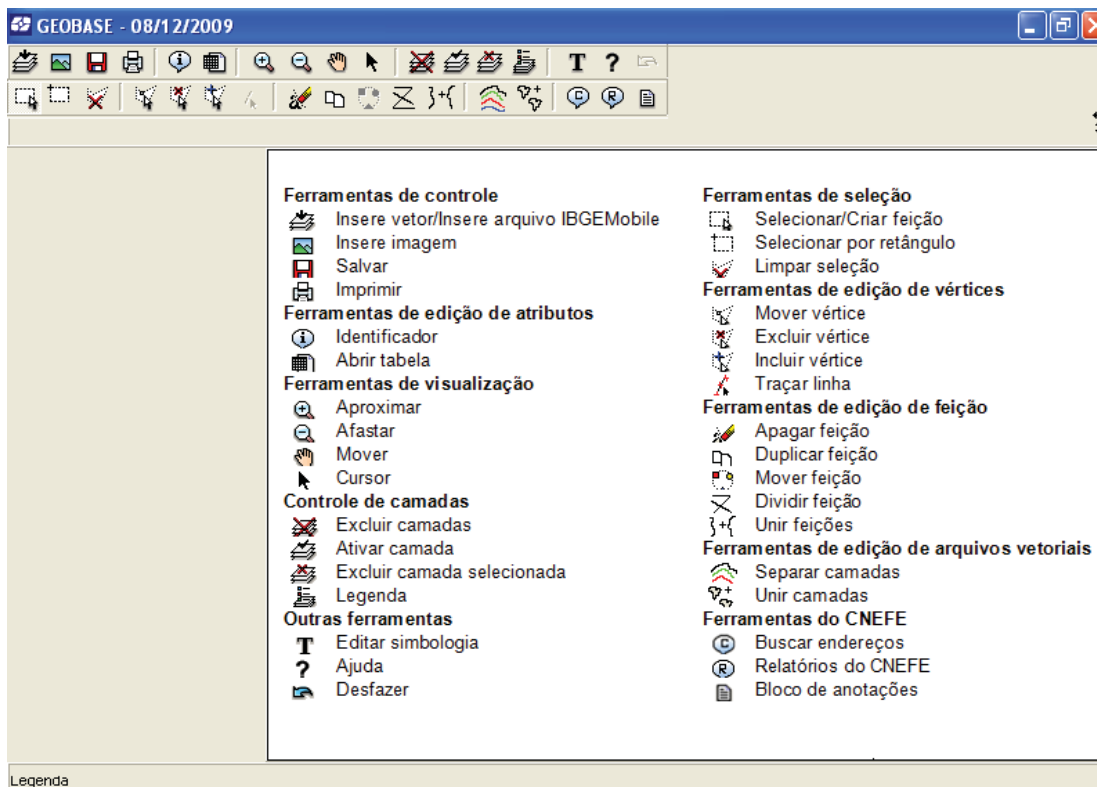 GEOBASE - 08/12/2009
T ?
C R
Ferramentas de controle
Insere vetor/Insere arquivo IBGEMobile
Insere imagem
Salvar
Imprimir
Ferramentas de edição de atributos
Identificador
Abrir tabela
Ferramentas de visualização
Aproximar
Afastar
Mover
Cursor
Controle de camadas
Excluir camadas
Ativar camada
Excluir camada selecionada
Legenda
Outras ferramentas
T Editar simbologia
? Ajuda
Desfazer
Ferramentas de seleção
Selecionar/Criar feição
Selecionar por retângulo
Limpar seleção
Ferramentas de edição de vértices
Mover vértice
Excluir vértice
Incluir vértice
Traçar linha
Ferramentas de edição de feição
Apagar feição
Duplicar feição
Mover feição
Dividir feição
Unir feições
Ferramentas de edição de arquivos vetoriais
Separar camadas
Unir camadas
Ferramentas do CNEFE
C Buscar endereços
R Relatórios do CNEFE
Bloco de anotações
Legenda